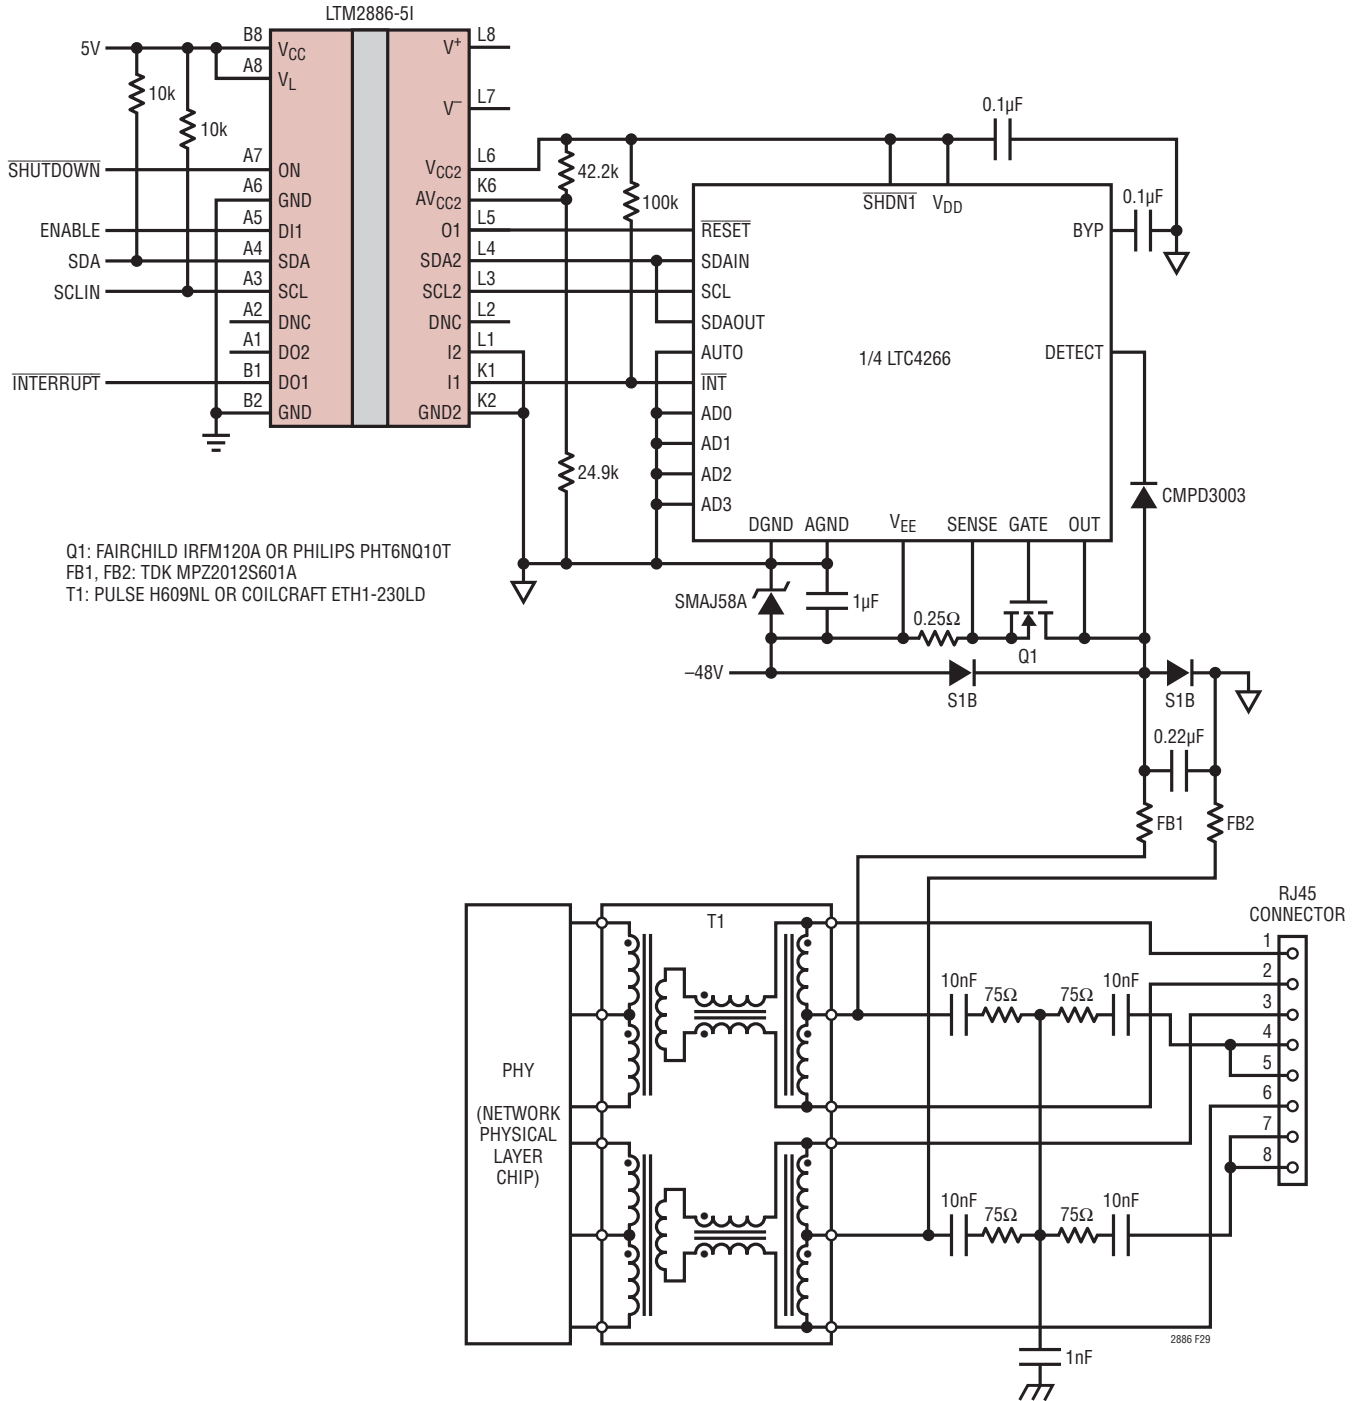 LTM2886-5I
5V
B8
VCC
A8
VL
10k
10k
SHUTDOWN
A7
ON
A6
GND
ENABLE
A5
DI1
SDA
A4
SDA
SCLIN
A3
SCL
A2
DNC
A1
DO2
INTERRUPT
B1
DO1
B2
GND
V+
L8
V–
L7
VCC2
L6
AVCC2
K6
O1
L5
SDA2
L4
SCL2
L3
DNC
L2
I2
L1
I1
K1
GND2
K2
42.2k
100k
24.9k
0.1µF
0.1µF
SHDN1
VDD
RESET
BYP
SDAIN
SCL
SDAOUT
AUTO
1/4 LTC4266
DETECT
INT
AD0
AD1
AD2
AD3
CMPD3003
DGND
AGND
VEE
SENSE
GATE
OUT
Q1: FAIRCHILD IRFM120A OR PHILIPS PHT6NQ10T
FB1, FB2: TDK MPZ2012S601A
T1: PULSE H609NL OR COILCRAFT ETH1-230LD
SMAJ58A
1µF
0.25Ω
Q1
–48V
S1B
S1B
0.22µF
FB1
FB2
T1
RJ45
CONNECTOR
1
2
3
4
5
6
7
8
10nF
75Ω
75Ω
10nF
PHY
(NETWORK
PHYSICAL
LAYER
CHIP)
10nF
75Ω
75Ω
10nF
2886 F29
1nF